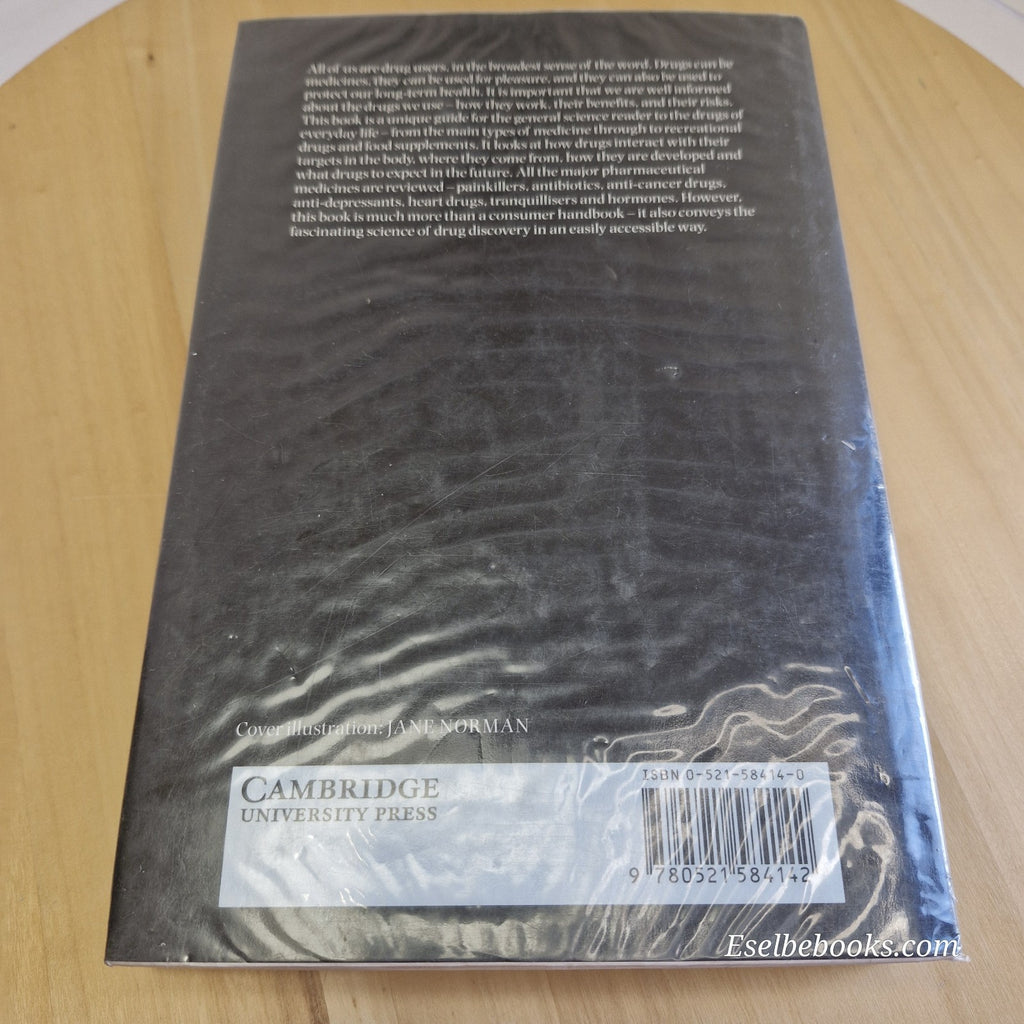 All of us are drug users, in the broadest sense of the word. Drugs can be
medicines, they can be used for pleasure, and they can also be used to
protect our long-term health. It is important that we are well informed
about the drugs we use – how they work, their benefits, and their risks.
This book is a unique guide for the general science reader to the drugs of
everyday life – from the main types of medicine through to recreational
drugs and food supplements. It looks at how drugs interact with their
targets in the body, where they come from, how they are developed and
what drugs to expect in the future. All the major pharmaceutical
medicines are reviewed – painkillers, antibiotics, anti-cancer drugs,
anti-depressants, heart drugs, tranquillisers and hormones. However,
this book is much more than a consumer handbook – it also conveys the
fascinating science of drug discovery in an easily accessible way.
Cover illustration: JANE NORMAN
CAMBRIDGE
UNIVERSITY PRESS
ISBN 0-521-58414-0
9 780521 584142
Eselbebooks.com